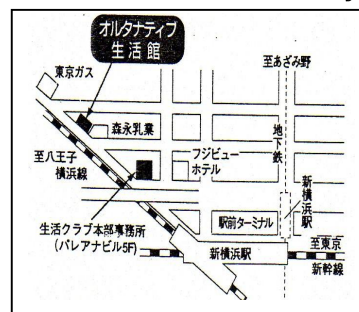 オルタナティブ
生活館
東京ガス
至あざみ野
森永乳業
地下鉄
至八王子
横浜線
フジビュー
ホテル
新横浜駅
生活クラブ本部事務所
(バレアナビル5F)
駅前ターミナル
新横浜駅
至東京
新幹線